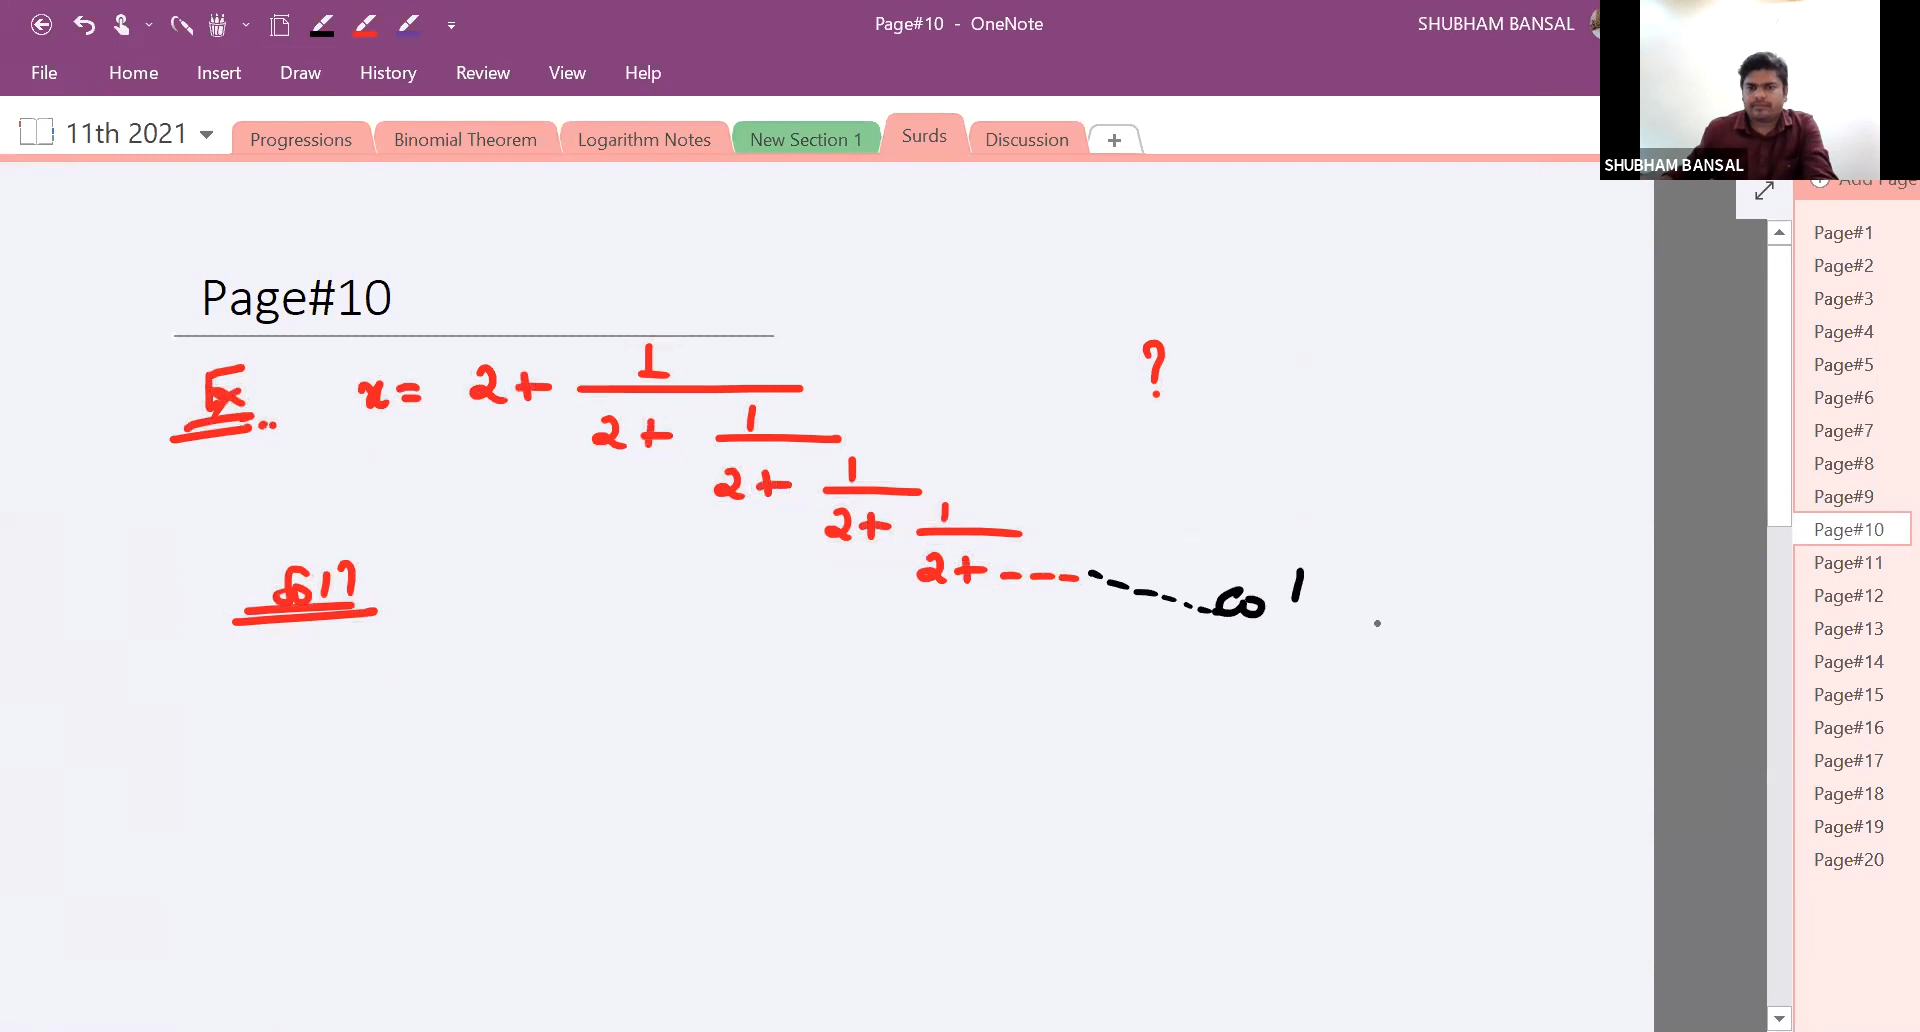 Page#10 - OneNote
SHUBHAM BANSAL
File Home Insert Draw History Review View Help
SHUBHAM BANSAL
11th 2021
Progressions
Binomial Theorem
Logarithm Notes
New Section 1
Surds
Discussion
+
Add Page
Page#10
Ex
x = 2 + 1
2 + 1
2 + 1
2 + 1
2 + ----
∞
?
Soln
Page#1
Page#2
Page#3
Page#4
Page#5
Page#6
Page#7
Page#8
Page#9
Page#10
Page#11
Page#12
Page#13
Page#14
Page#15
Page#16
Page#17
Page#18
Page#19
Page#20